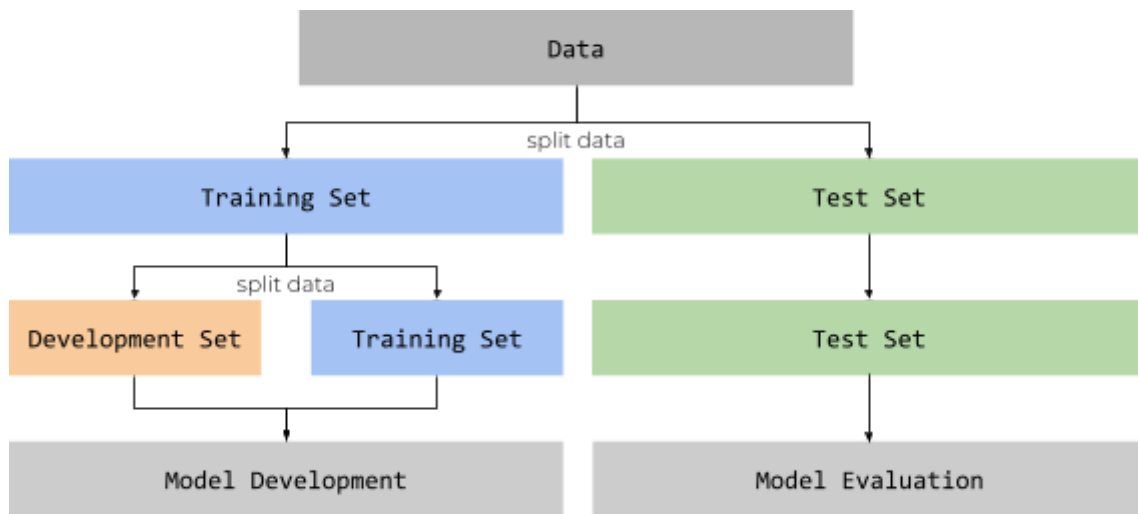 Data
split data
Training Set
Test Set
split data
Development Set
Training Set
Test Set
Model Development
Model Evaluation